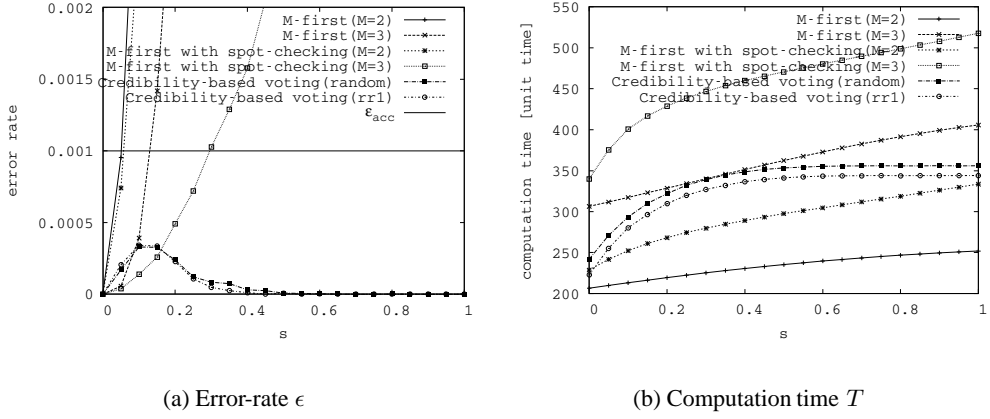 0.002
0.0015
0.001
0.0005
0
error rate
0
0.2
0.4
0.6
0.8
1
s
M-first(M=2)
M-first(M=3)
M-first with spot-checking(M=2)
M-first with spot-checking(M=3)
Credibility-based voting(random)
Credibility-based voting(rr1)
ε_acc
(a) Error-rate ϵ
550
500
450
400
350
300
250
200
computation time [unit time]
0
0.2
0.4
0.6
0.8
1
s
M-first(M=2)
M-first(M=3)
M-first with spot-checking(M=2)
M-first with spot-checking(M=3)
Credibility-based voting(random)
Credibility-based voting(rr1)
(b) Computation time T